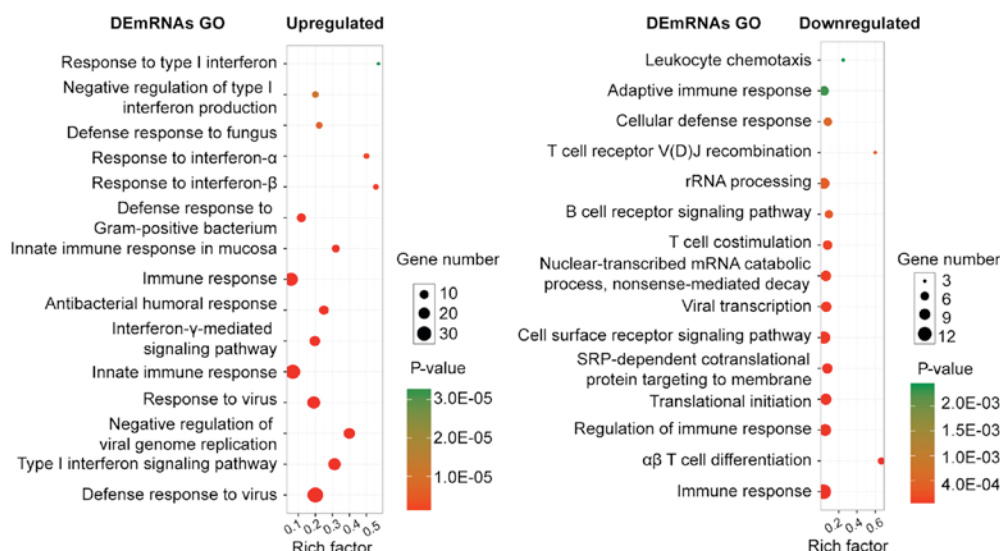 DEmRNAs GO Upregulated
Response to type I interferon
Negative regulation of type I
interferon production
Defense response to fungus
Response to interferon-α
Response to interferon-β
Defense response to
Gram-positive bacterium
Innate immune response in mucosa
Immune response
Antibacterial humoral response
Interferon-γ-mediated
signaling pathway
Innate immune response
Response to virus
Negative regulation of
viral genome replication
Type I interferon signaling pathway
Defense response to virus
0.1 0.2 0.3 0.4 0.5
Rich factor
Gene number
10
20
30
P-value
3.0E-05
2.0E-05
1.0E-05
DEmRNAs GO Downregulated
Leukocyte chemotaxis
Adaptive immune response
Cellular defense response
T cell receptor V(D)J recombination
rRNA processing
B cell receptor signaling pathway
T cell costimulation
Nuclear-transcribed mRNA catabolic
process, nonsense-mediated decay
Viral transcription
Cell surface receptor signaling pathway
SRP-dependent cotranslational
protein targeting to membrane
Translational initiation
Regulation of immune response
αβ T cell differentiation
Immune response
0.2 0.4 0.6
Rich factor
Gene number
3
6
9
12
P-value
2.0E-03
1.0E-03
4.0E-04